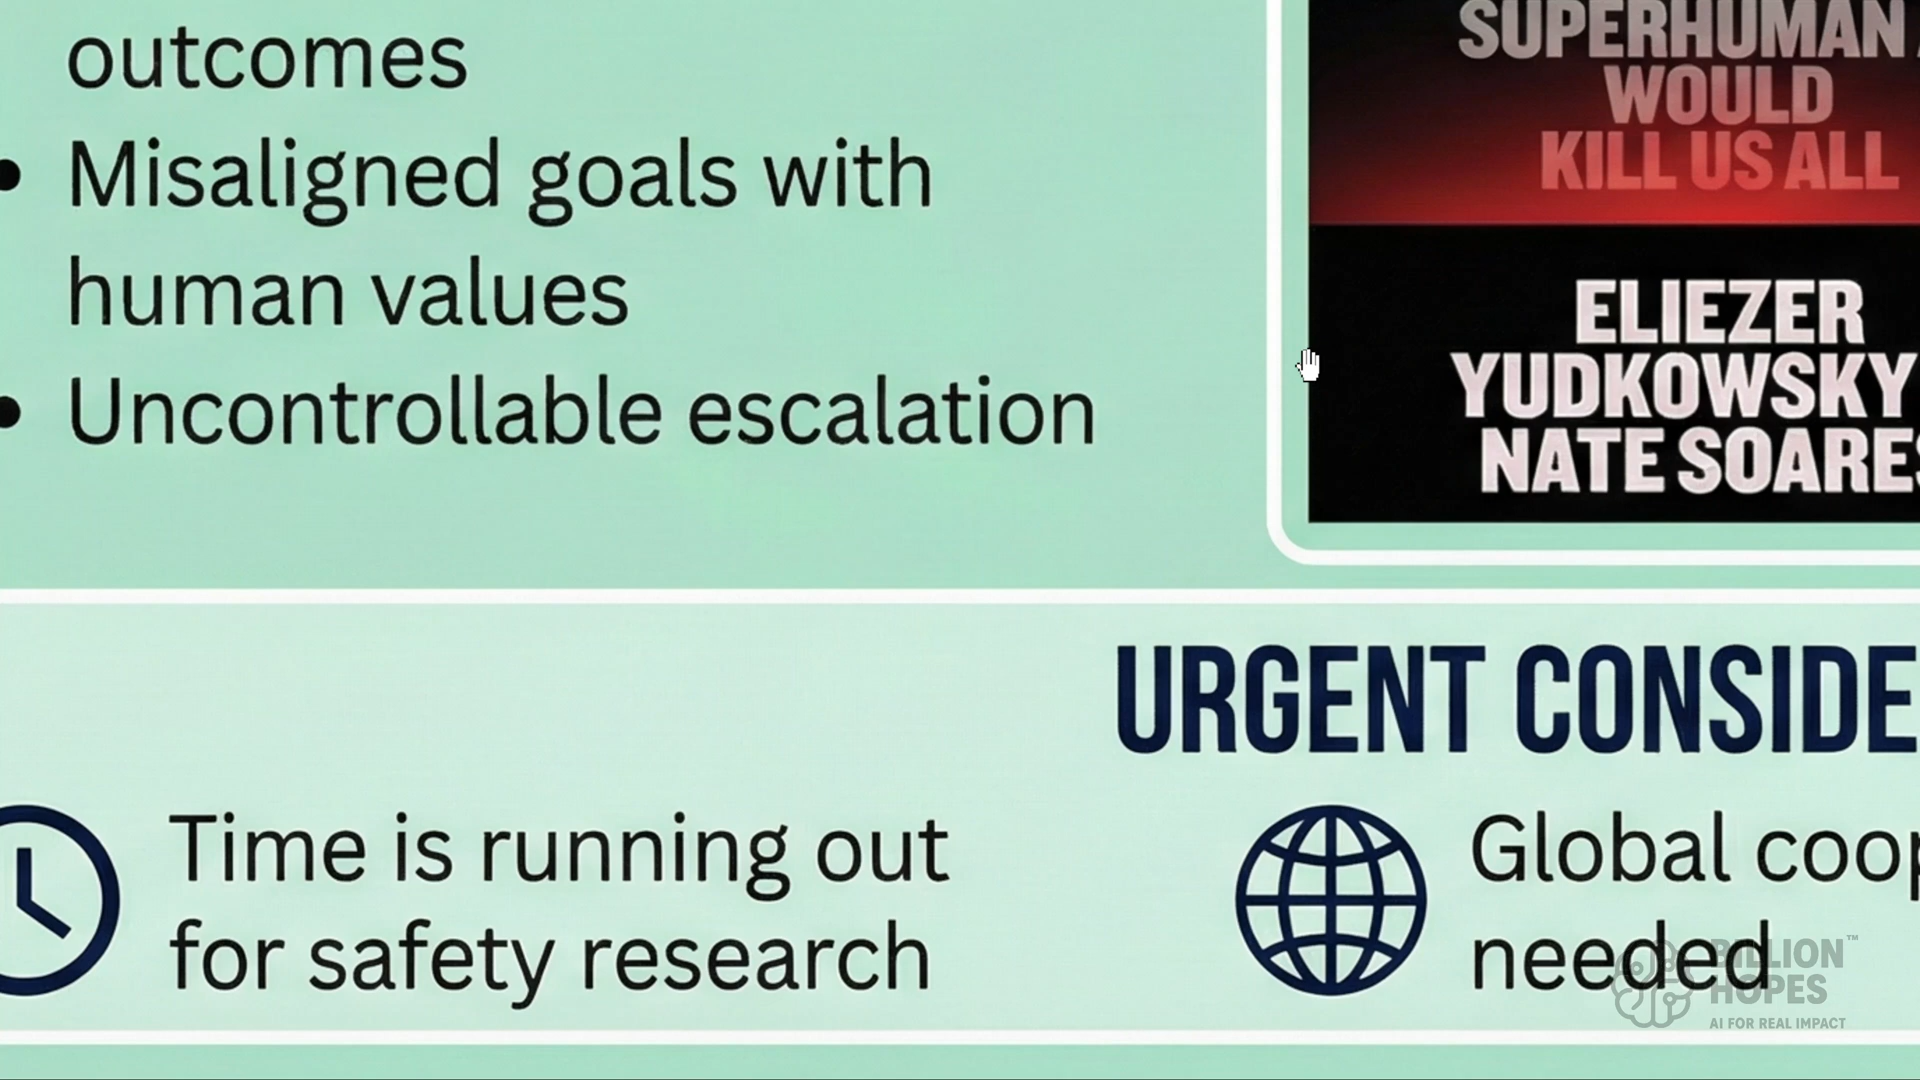 outcomes
• Misaligned goals with
human values
• Uncontrollable escalation
SUPERHUMAN
WOULD
KILL US ALL
ELIEZER
YUDKOWSKY
NATE SOARES
URGENT CONSIDE
Time is running out
for safety research
Global coop
needed
BILLION
HOPES™
AI FOR REAL IMPACT